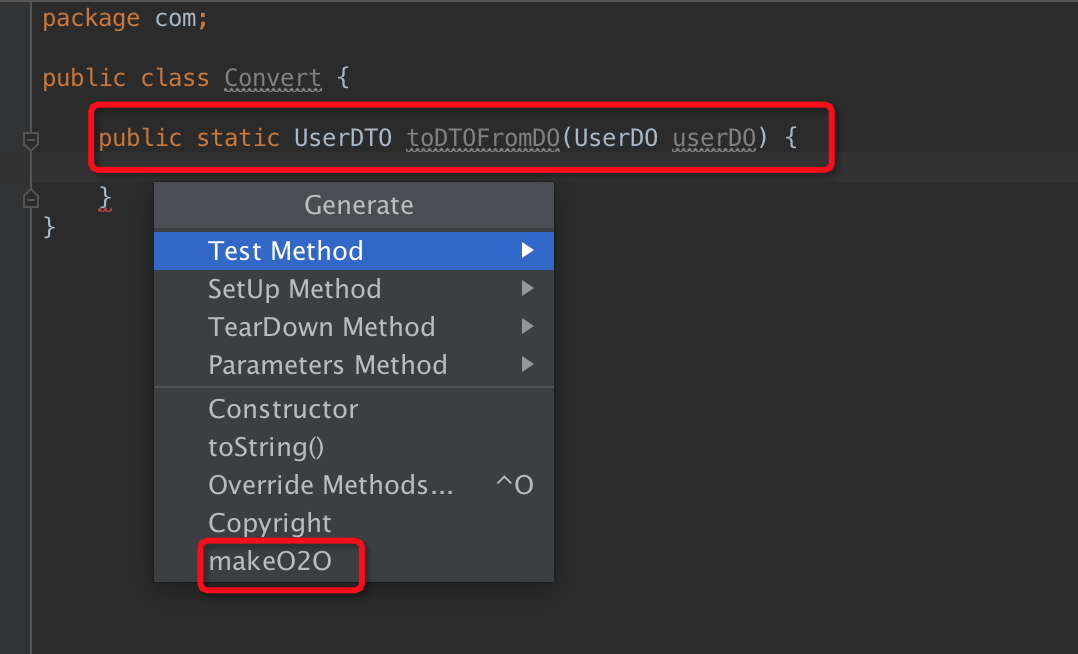 package com;
public class Convert {
public static UserDTO toDTOFromDO(UserDO userDO) {
}
}
Generate
Test Method
SetUp Method
TearDown Method
Parameters Method
Constructor
toString()
Override Methods... ^O
Copyright
makeO2O